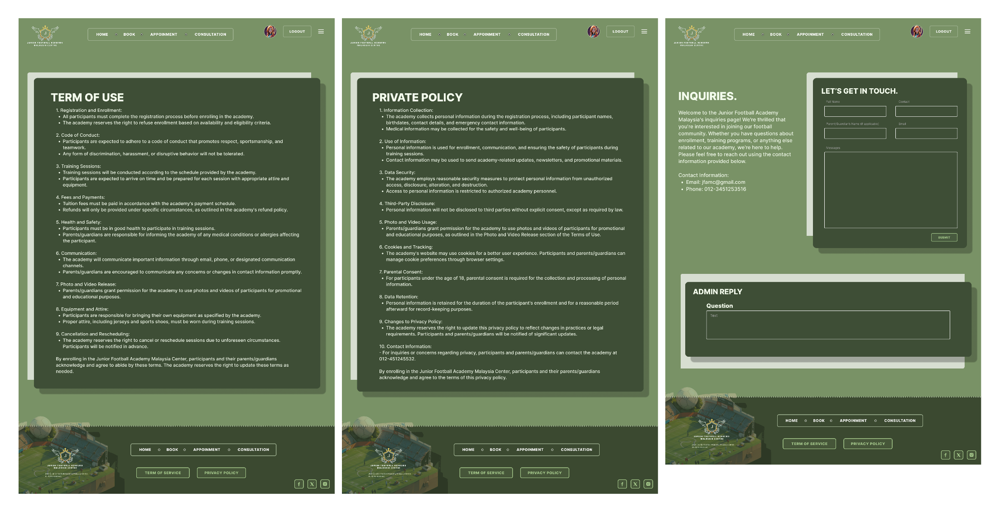 JUNIOR FOOTBALL ACADEMY
MALAYSIA CENTRE
HOME
BOOK
APPOINMENT
CONSULTATION
LOGOUT
TERM OF USE
1. Registration and Enrollment:
• All participants must complete the registration process before enrolling in the academy.
• The academy reserves the right to refuse enrollment based on availability and eligibility criteria.
2. Code of Conduct:
• Participants are expected to adhere to a code of conduct that promotes respect, sportsmanship, and
teamwork.
• Any form of discrimination, harassment, or disruptive behavior will not be tolerated.
3. Training Sessions:
• Training sessions will be conducted according to the schedule provided by the academy.
• Participants are expected to arrive on time and be prepared for each session with appropriate attire and
equipment.
4. Fees and Payments:
• Tuition fees must be paid in accordance with the academy's payment schedule.
• Refunds will only be provided under specific circumstances, as outlined in the academy's refund policy.
5. Health and Safety:
• Participants must be in good health to participate in training sessions.
• Parents/guardians are responsible for informing the academy of any medical conditions or allergies affecting
the participant.
6. Communication:
• The academy will communicate important information through email, phone, or designated communication
channels.
• Parents/guardians are encouraged to communicate any concerns or changes in contact information promptly.
7. Photo and Video Release:
• Parents/guardians grant permission for the academy to use photos and videos of participants for promotional
and educational purposes.
8. Equipment and Attire:
• Participants are responsible for bringing their own equipment as specified by the academy.
• Proper attire, including jerseys and sports shoes, must be worn during training sessions.
9. Cancellation and Rescheduling:
• The academy reserves the right to cancel or reschedule sessions due to unforeseen circumstances.
Participants will be notified in advance.
By enrolling in the Junior Football Academy Malaysia Center, participants and their parents/guardians
acknowledge and agree to abide by these terms. The academy reserves the right to update these terms as
needed.
J
JUNIOR FOOTBALL ACADEMY
MALAYSIA CENTRE
2024 | Junior Football Academy Malaysia Centre
All rights reserved.
HOME
BOOK
APPOINMENT
CONSULTATION
TERM OF SERVICE
PRIVACY POLICY
JUNIOR FOOTBALL ACADEMY
MALAYSIA CENTRE
HOME
BOOK
APPOINMENT
CONSULTATION
LOGOUT
PRIVATE POLICY
1. Information Collection:
• The academy collects personal information during the registration process, including participant names,
birthdates, contact details, and emergency contact information.
• Medical information may be collected for the safety and well-being of participants.
2. Use of Information:
• Personal information is used for enrollment, communication, and ensuring the safety of participants during
training sessions.
• Contact information may be used to send academy-related updates, newsletters, and promotional materials.
3. Data Security:
• The academy employs reasonable security measures to protect personal information from unauthorized
access, disclosure, alteration, and destruction.
• Access to personal information is restricted to authorized academy personnel.
4. Third-Party Disclosure:
• Personal information will not be disclosed to third parties without explicit consent, except as required by law.
5. Photo and Video Usage:
• Parents/guardians grant permission for the academy to use photos and videos of participants for promotional
and educational purposes, as outlined in the Photo and Video Release section of the Terms of Use.
6. Cookies and Tracking:
• The academy's website may use cookies for a better user experience. Participants and parents/guardians can
manage cookie preferences through browser settings.
7. Parental Consent:
• For participants under the age of 18, parental consent is required for the collection and processing of personal
information.
8. Data Retention:
• Personal information is retained for the duration of the participant's enrollment and for a reasonable period
afterward for record-keeping purposes.
9. Changes to Privacy Policy:
• The academy reserves the right to update this privacy policy to reflect changes in practices or legal
requirements. Participants and parents/guardians will be notified of significant updates.
10. Contact Information:
- For inquiries or concerns regarding privacy, participants and parents/guardians can contact the academy at
012-451245532.
By enrolling in the Junior Football Academy Malaysia Center, participants and their parents/guardians
acknowledge and agree to the terms of this privacy policy.
J
JUNIOR FOOTBALL ACADEMY
MALAYSIA CENTRE
2024 | Junior Football Academy Malaysia Centre
All rights reserved.
HOME
BOOK
APPOINMENT
CONSULTATION
TERM OF SERVICE
PRIVACY POLICY
JUNIOR FOOTBALL ACADEMY
MALAYSIA CENTRE
HOME
BOOK
APPOINMENT
CONSULTATION
LOGOUT
INQUIRIES.
Welcome to the Junior Football Academy
Malaysia's inquiries page! We're thrilled that
you're interested in joining our football
community. Whether you have questions about
enrollment, training programs, or anything else
related to our academy, we're here to help.
Please feel free to reach out using the contact
information provided below.
Contact Information:
• Email: jfamc@gmail.com
• Phone: 012-3451253516
LET'S GET IN TOUCH.
Full Name
Contact
Parent/Guardian's Name (if applicable)
Email
Messages
SUBMIT
ADMIN REPLY
Question
Text
J
JUNIOR FOOTBALL ACADEMY
MALAYSIA CENTRE
2024 | Junior Football Academy Malaysia Centre
All rights reserved.
HOME
BOOK
APPOINMENT
CONSULTATION
TERM OF SERVICE
PRIVACY POLICY